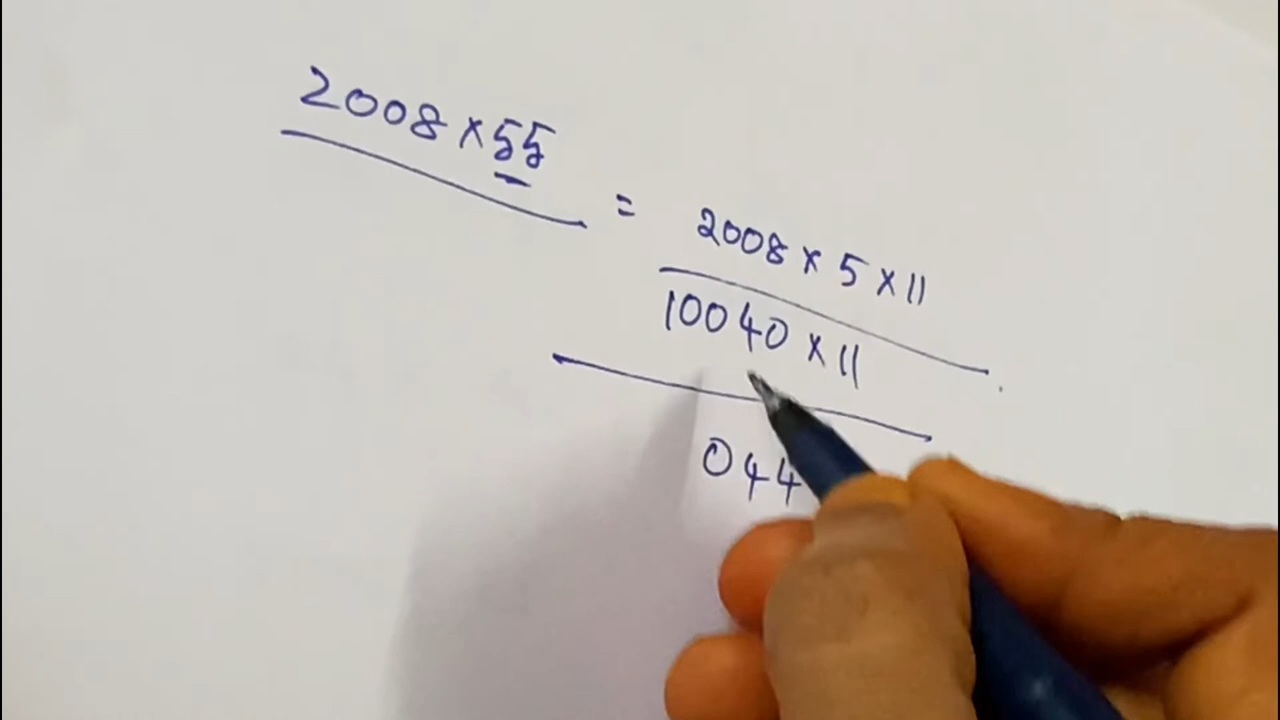 2008 × 55
= 2008 × 5 × 11
10040 × 11
044